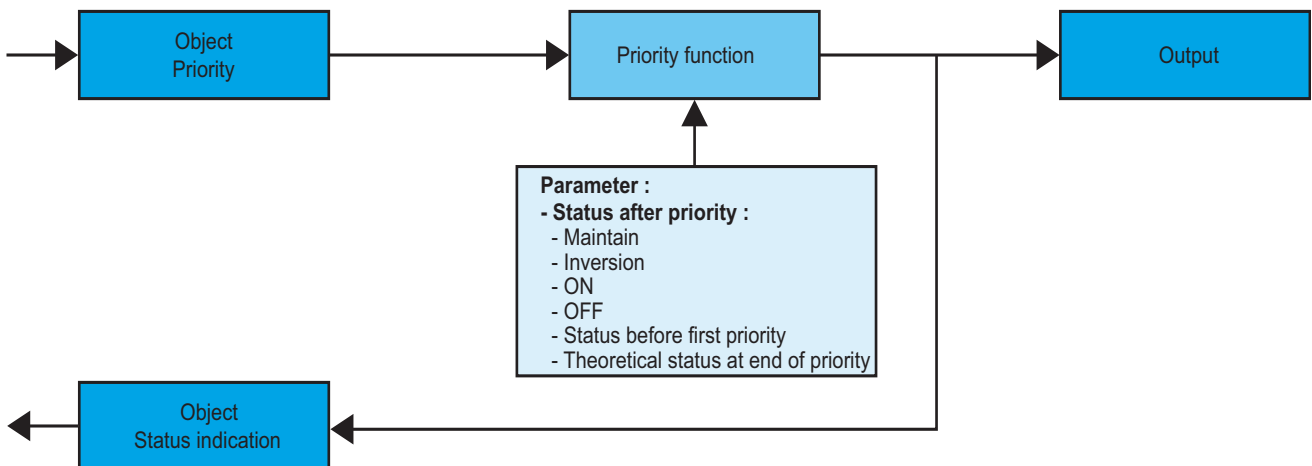 Object
Priority
Priority function
Output
Parameter :
- Status after priority :
- Maintain
- Inversion
- ON
- OFF
- Status before first priority
- Theoretical status at end of priority
Object
Status indication